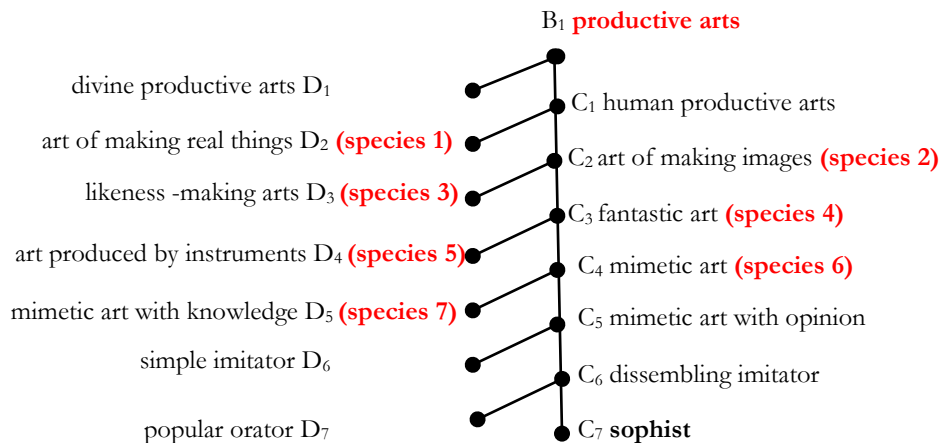 B₁ productive arts
divine productive arts D₁
C₁ human productive arts
art of making real things D₂ (species 1)
C₂ art of making images (species 2)
likeness -making arts D₃ (species 3)
C₃ fantastic art (species 4)
art produced by instruments D₄ (species 5)
C₄ mimetic art (species 6)
mimetic art with knowledge D₅ (species 7)
C₅ mimetic art with opinion
simple imitator D₆
C₆ dissembling imitator
popular orator D₇
C₇ sophist